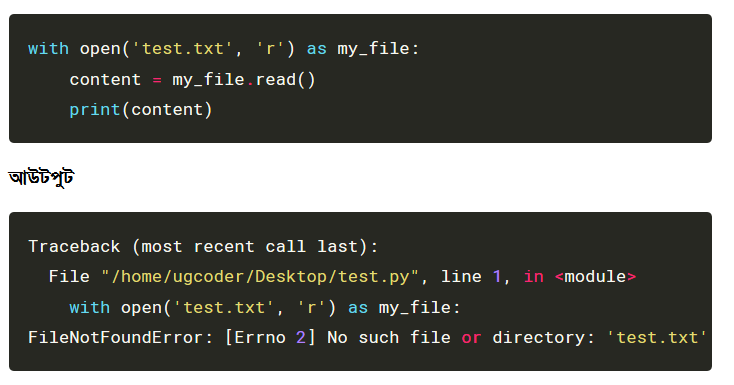 with open('test.txt', 'r') as my_file:
    content = my_file.read()
    print(content)
আউটপুট
Traceback (most recent call last):
  File "/home/ugcoder/Desktop/test.py", line 1, in <module>
    with open('test.txt', 'r') as my_file:
FileNotFoundError: [Errno 2] No such file or directory: 'test.txt'